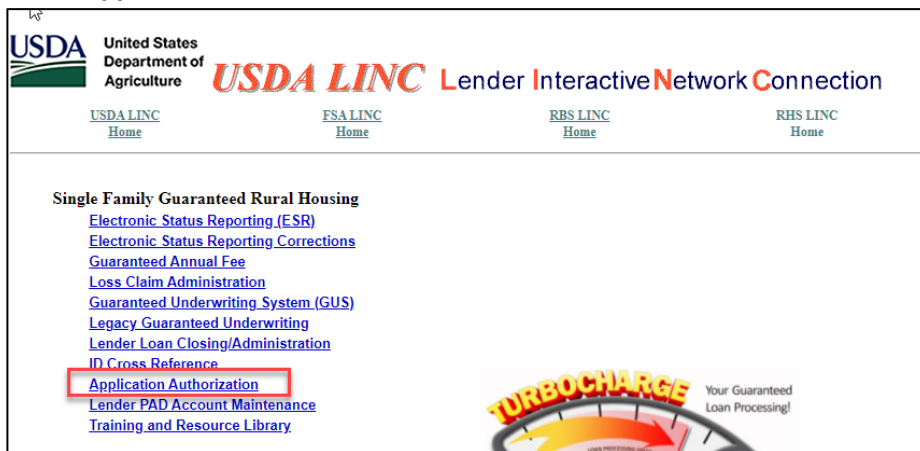 USDA
United States
Department of
Agriculture
USDA LINC Lender Interactive Network Connection
USDA LINC
Home
FSA LINC
Home
RBS LINC
Home
RHS LINC
Home
Single Family Guaranteed Rural Housing
Electronic Status Reporting (ESR)
Electronic Status Reporting Corrections
Guaranteed Annual Fee
Loss Claim Administration
Guaranteed Underwriting System (GUS)
Legacy Guaranteed Underwriting
Lender Loan Closing/Administration
ID Cross Reference
Application Authorization
Lender PAD Account Maintenance
Training and Resource Library
TURBOCHARGE
Your Guaranteed
Loan Processing!